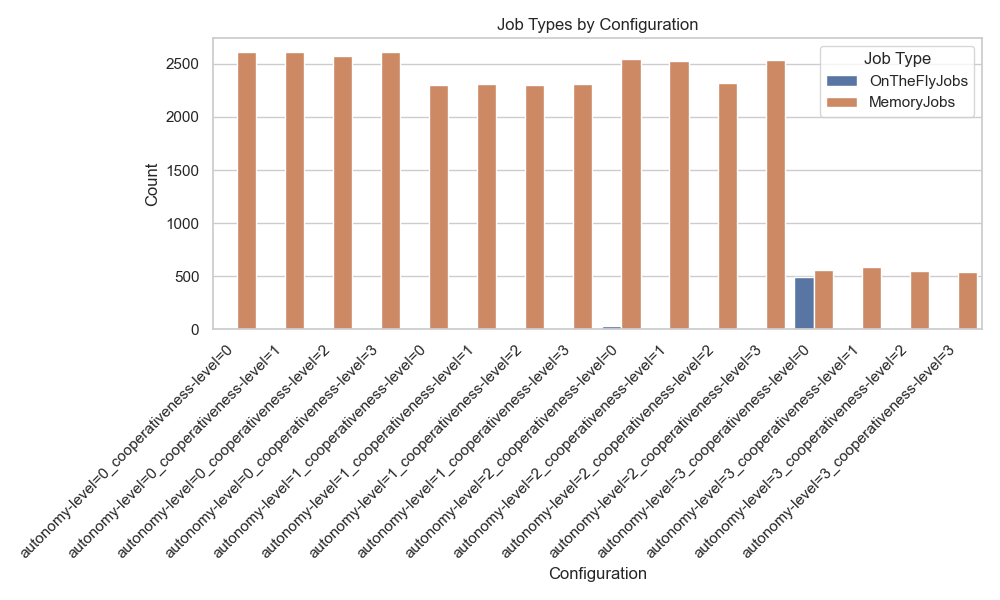 Job Types by Configuration
Job Type
OnTheFlyJobs
MemoryJobs
Count
2500
2000
1500
1000
500
0
autonomy-level=0_cooperativeness-level=0
autonomy-level=0_cooperativeness-level=1
autonomy-level=0_cooperativeness-level=2
autonomy-level=0_cooperativeness-level=3
autonomy-level=1_cooperativeness-level=0
autonomy-level=1_cooperativeness-level=1
autonomy-level=1_cooperativeness-level=2
autonomy-level=1_cooperativeness-level=3
autonomy-level=2_cooperativeness-level=0
autonomy-level=2_cooperativeness-level=1
autonomy-level=2_cooperativeness-level=2
autonomy-level=2_cooperativeness-level=3
autonomy-level=3_cooperativeness-level=0
autonomy-level=3_cooperativeness-level=1
autonomy-level=3_cooperativeness-level=2
autonomy-level=3_cooperativeness-level=3
Configuration